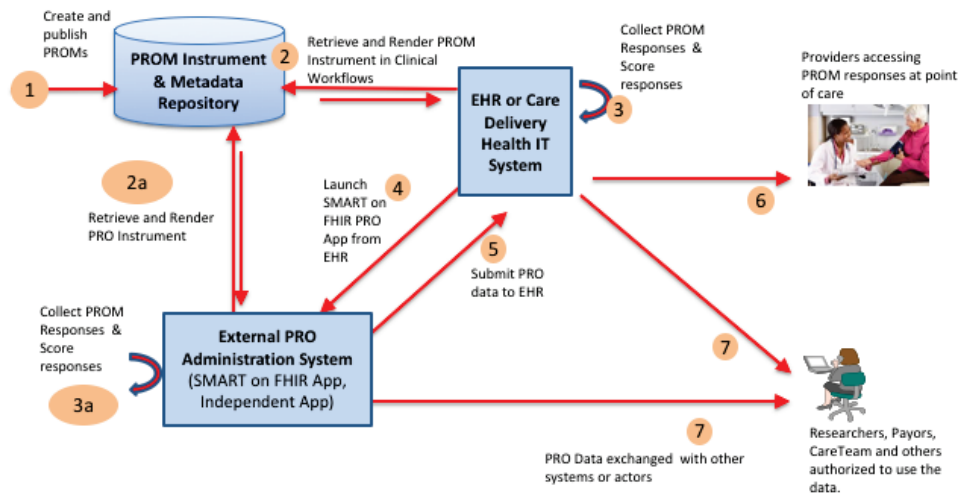 Create and
publish
PROMs
1
PROM Instrument
& Metadata
Repository
2
Retrieve and Render PROM
Instrument in Clinical
Workflows
EHR or Care
Delivery
Health IT
System
Collect PROM
Responses &
Score
responses
3
Providers accessing
PROM responses at point
of care
6
2a
Retrieve and Render
PRO Instrument
Launch
SMART on
FHIR PRO
App from
EHR
4
5
Submit PRO
data to EHR
Collect PROM
Responses &
Score
responses
3a
External PRO
Administration System
(SMART on FHIR App,
Independent App)
7
7
PRO Data exchanged with other
systems or actors
Researchers, Payors,
CareTeam and others
authorized to use the
data.